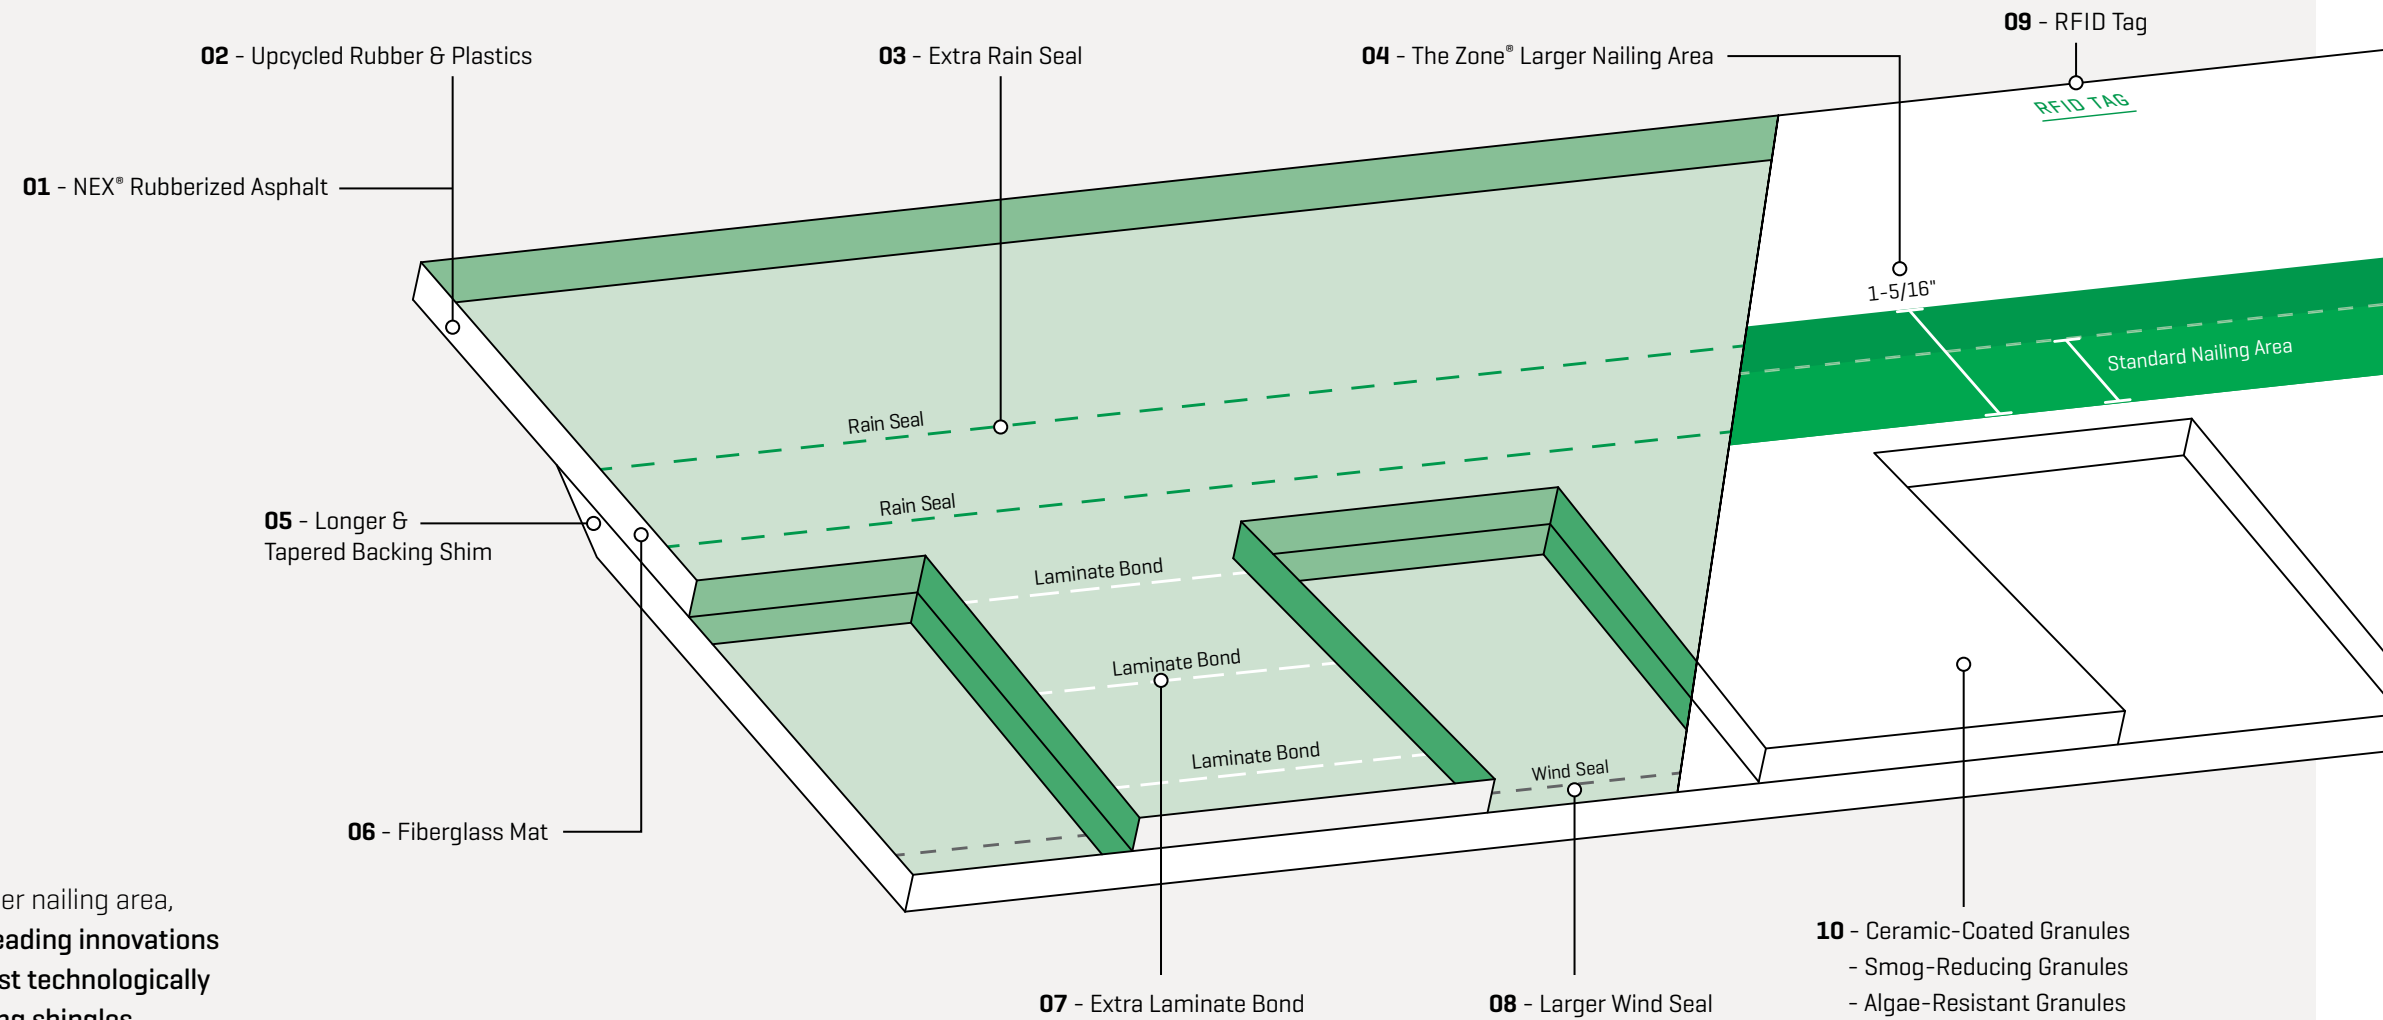 09 - RFID Tag
02 - Upcycled Rubber & Plastics
03 - Extra Rain Seal
04 - The Zone® Larger Nailing Area
RFID TAG
01 - NEX® Rubberized Asphalt
1-5/16"
Standard Nailing Area
Rain Seal
Rain Seal
05 - Longer &
Tapered Backing Shim
Laminate Bond
Laminate Bond
Laminate Bond
Wind Seal
06 - Fiberglass Mat
er nailing area,
eading innovations
st technologically
ng shingles
10 - Ceramic-Coated Granules
- Smog-Reducing Granules
- Algae-Resistant Granules
07 - Extra Laminate Bond
08 - Larger Wind Seal